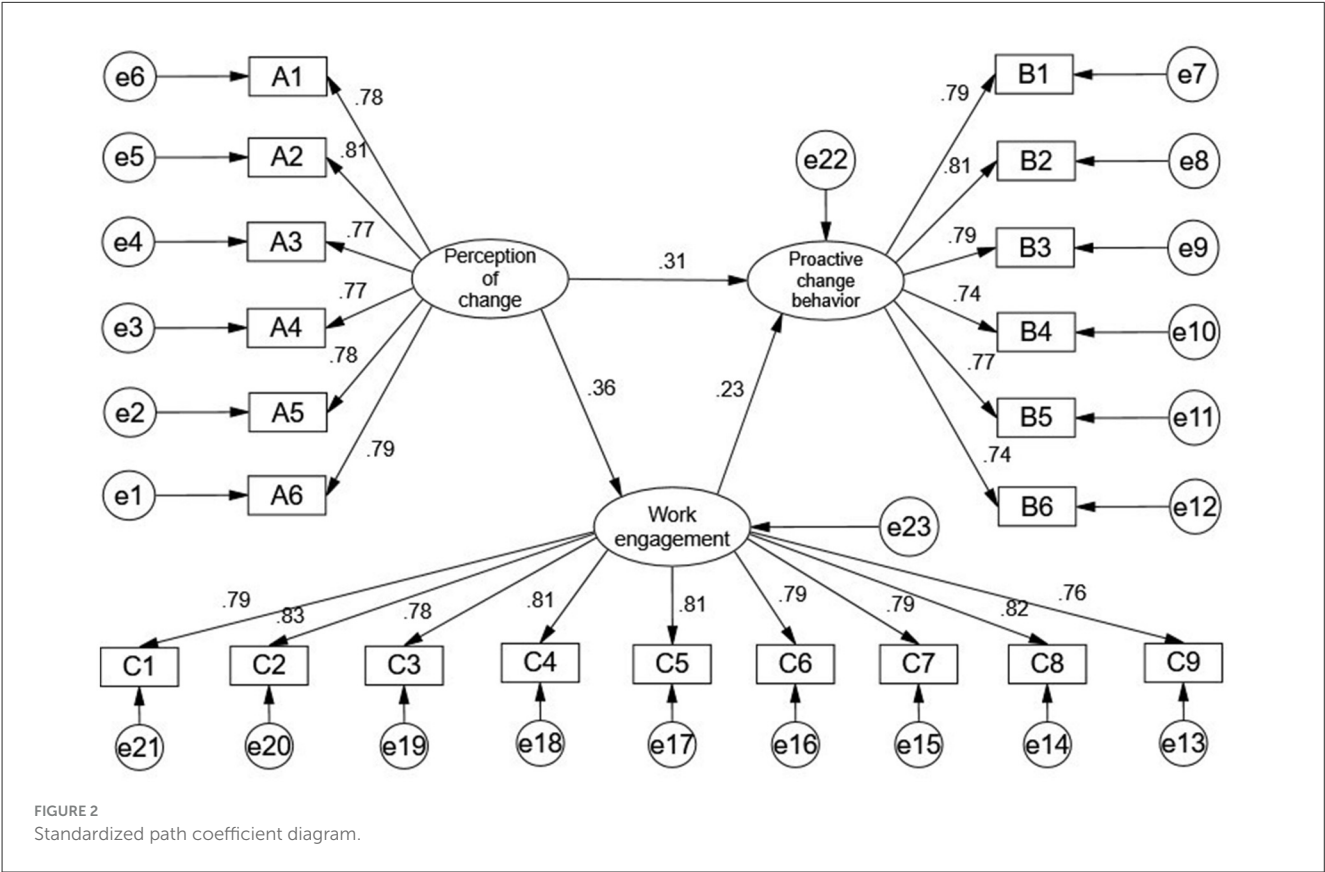 e6
A1
.78
B1
e7
.79
e5
A2
.81
e22
B2
e8
.81
e4
A3
.77
B3
e9
.79
Perception
of
change
.31
Proactive
change
behavior
e3
A4
.77
.74
B4
e10
e2
A5
.78
.77
B5
e11
.36
.23
e1
A6
.79
.74
B6
e12
Work
engagement
e23
.79
.83
.78
.81
.81
.79
.79
.82
.76
C1
C2
C3
C4
C5
C6
C7
C8
C9
e21
e20
e19
e18
e17
e16
e15
e14
e13
FIGURE 2
Standardized path coefficient diagram.